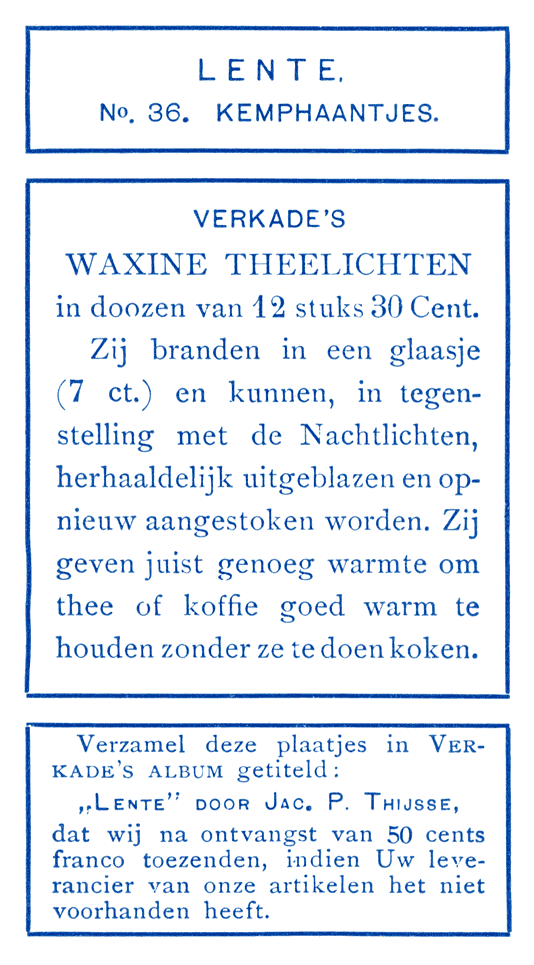 LENTE.
No. 36. KEMPHAANTJES.
VERKADE'S
WAXINE THEELICHTEN
in doozen van 12 stuks 30 Cent.
Zij branden in een glaasje
(7 ct.) en kunnen, in tegen-
stelling met de Nachtlichten,
herhaaldelijk uitgeblazen en op-
nieuw aangestoken worden. Zij
geven juist genoeg warmte om
thee of koffie goed warm te
houden zonder ze te doen koken.
Verzamel deze plaatjes in VER-
KADE'S ALBUM getiteld:
„LENTE" DOOR JAC. P. THIJSSE,
dat wij na ontvangst van 50 cents
franco toezenden, indien Uw leve-
rancier van onze artikelen het niet
voorhanden heeft.